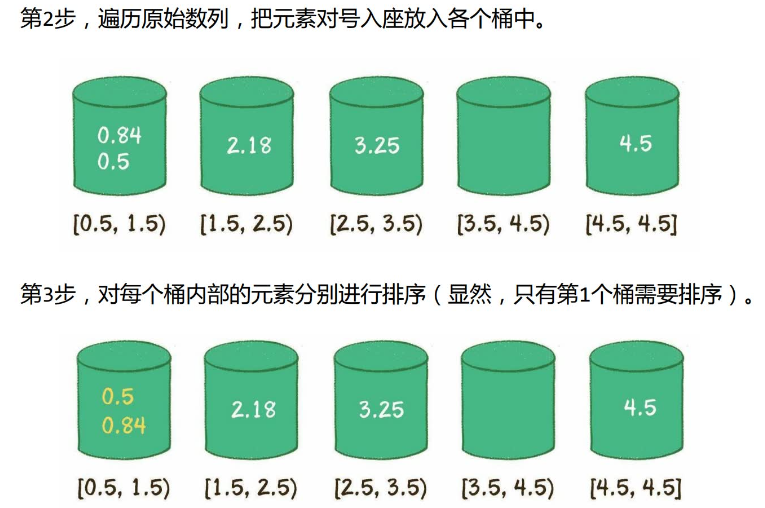 第2步，遍历原始数列，把元素对号入座放入各个桶中。
0.84
0.5
2.18
3.25
4.5
[0.5, 1.5) [1.5, 2.5) [2.5, 3.5) [3.5, 4.5) [4.5, 4.5]
第3步，对每个桶内部的元素分别进行排序（显然，只有第1个桶需要排序）。
0.5
0.84
2.18
3.25
4.5
[0.5, 1.5) [1.5, 2.5) [2.5, 3.5) [3.5, 4.5) [4.5, 4.5]